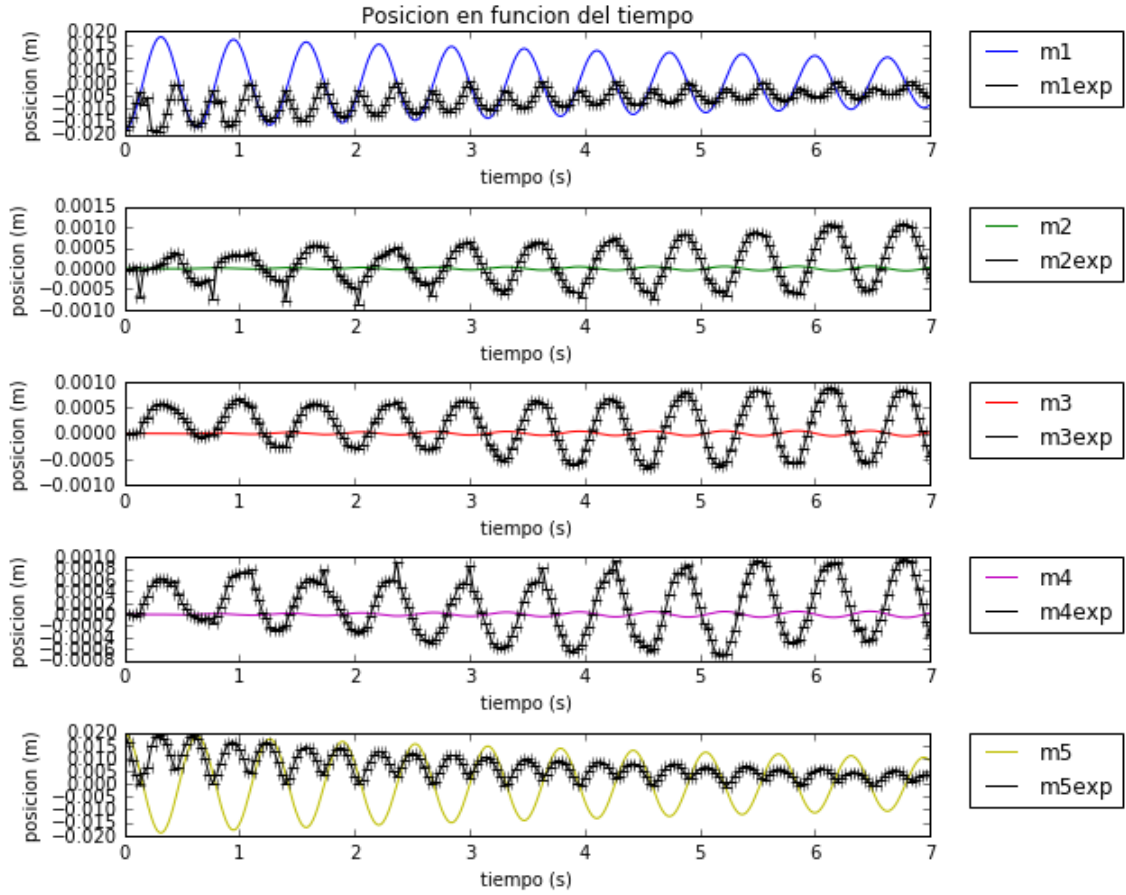 Posicion en funcion del tiempo
posicion (m)
0.020
0.015
0.010
0.005
0.000
−0.005
−0.010
−0.015
−0.020
0 1 2 3 4 5 6 7
tiempo (s)
m1
m1exp
posicion (m)
0.0015
0.0010
0.0005
0.0000
−0.0005
−0.0010
0 1 2 3 4 5 6 7
tiempo (s)
m2
m2exp
posicion (m)
0.0010
0.0005
0.0000
−0.0005
−0.0010
0 1 2 3 4 5 6 7
tiempo (s)
m3
m3exp
posicion (m)
0.0010
0.0008
0.0006
0.0004
0.0002
0.0000
−0.0002
−0.0004
−0.0006
−0.0008
0 1 2 3 4 5 6 7
tiempo (s)
m4
m4exp
posicion (m)
0.020
0.015
0.010
0.005
0.000
−0.005
−0.010
−0.015
−0.020
0 1 2 3 4 5 6 7
tiempo (s)
m5
m5exp